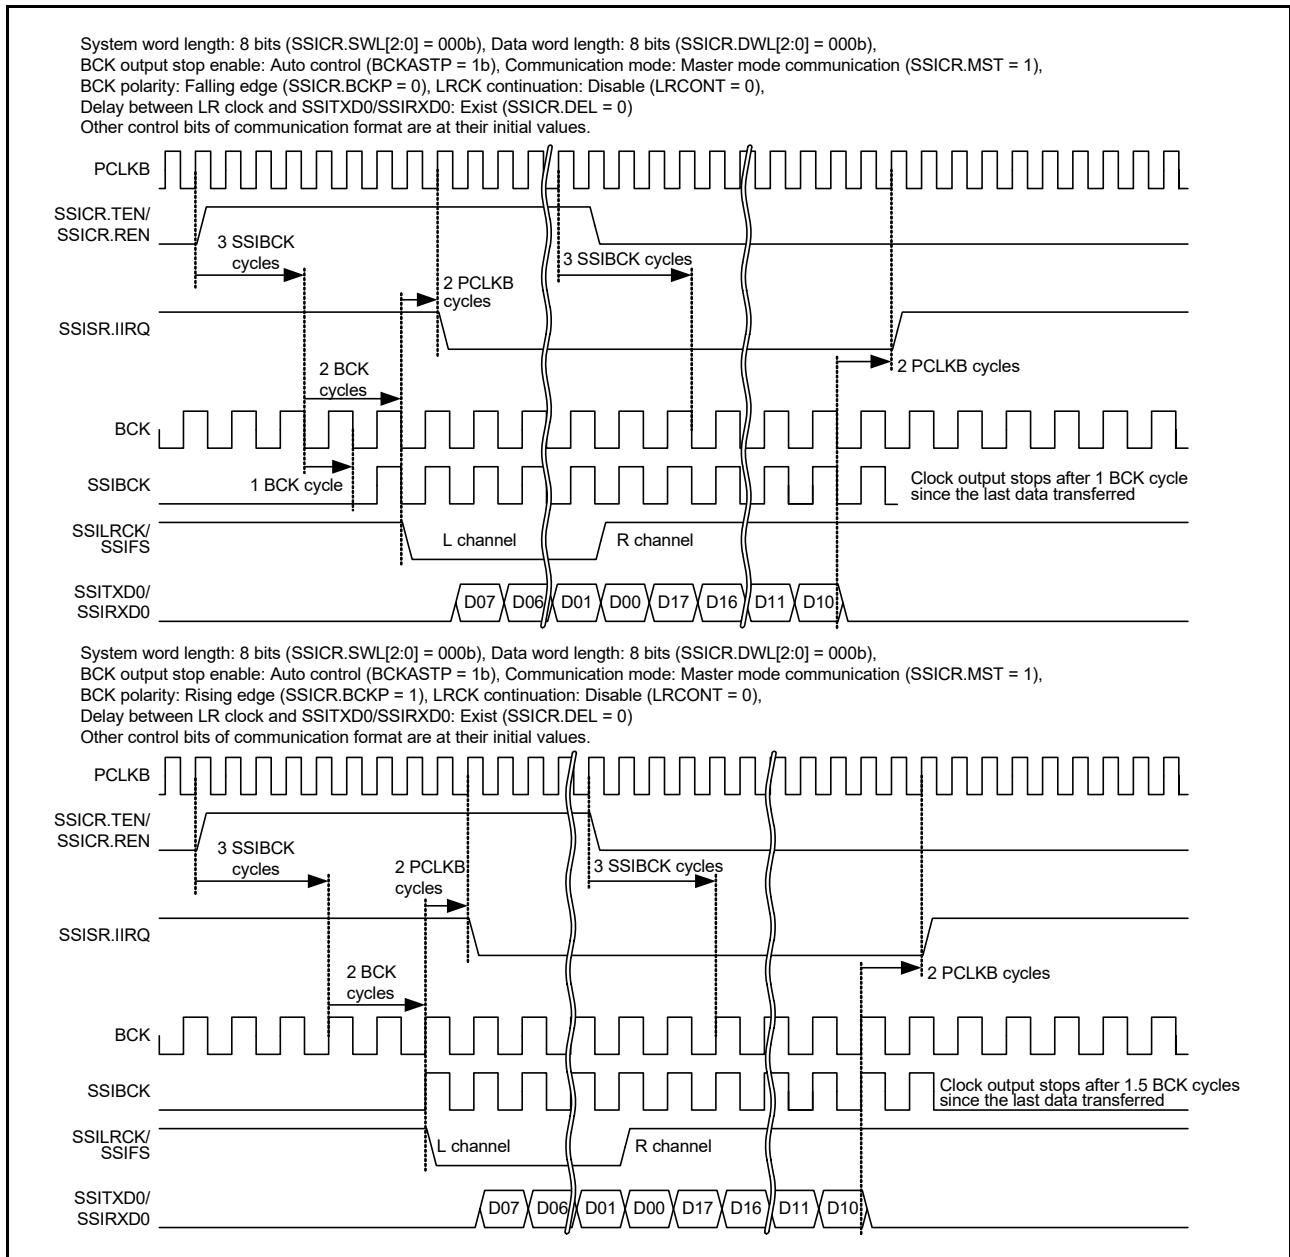 System word length: 8 bits (SSICR.SWL[2:0] = 000b), Data word length: 8 bits (SSICR.DWL[2:0] = 000b),
BCK output stop enable: Auto control (BCKASTP = 1b), Communication mode: Master mode communication (SSICR.MST = 1),
BCK polarity: Falling edge (SSICR.BCKP = 0), LRCK continuation: Disable (LRCONT = 0),
Delay between LR clock and SSITXD0/SSIRXD0: Exist (SSICR.DEL = 0)
Other control bits of communication format are at their initial values.
PCLKB
SSICR.TEN/
SSICR.REN
3 SSIBCK
cycles
3 SSIBCK cycles
2 PCLKB
cycles
SSISR.IIRQ
2 BCK
cycles
2 PCLKB cycles
BCK
1 BCK cycle
SSIBCK
Clock output stops after 1 BCK cycle
since the last data transferred
SSILRCK/
SSIFS
L channel
R channel
SSITXD0/
SSIRXD0
D07 D06 D01 D00 D17 D16 D11 D10
System word length: 8 bits (SSICR.SWL[2:0] = 000b), Data word length: 8 bits (SSICR.DWL[2:0] = 000b),
BCK output stop enable: Auto control (BCKASTP = 1b), Communication mode: Master mode communication (SSICR.MST = 1),
BCK polarity: Rising edge (SSICR.BCKP = 1), LRCK continuation: Disable (LRCONT = 0),
Delay between LR clock and SSITXD0/SSIRXD0: Exist (SSICR.DEL = 0)
Other control bits of communication format are at their initial values.
PCLKB
SSICR.TEN/
SSICR.REN
3 SSIBCK
cycles
2 PCLKB
cycles
3 SSIBCK cycles
SSISR.IIRQ
2 BCK
cycles
2 PCLKB cycles
BCK
SSIBCK
Clock output stops after 1.5 BCK cycles
since the last data transferred
SSILRCK/
SSIFS
L channel
R channel
SSITXD0/
SSIRXD0
D07 D06 D01 D00 D17 D16 D11 D10